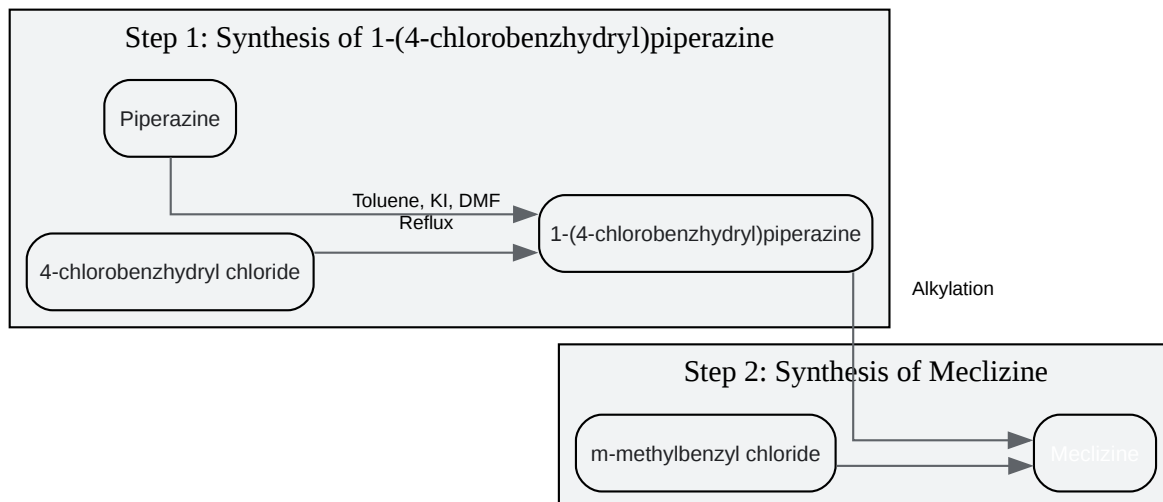 Step 1: Synthesis of 1-(4-chlorobenzhydryl)piperazine
Piperazine
Toluene, KI, DMF
Reflux
1-(4-chlorobenzhydryl)piperazine
4-chlorobenzhydryl chloride
Alkylation
Step 2: Synthesis of Meclizine
m-methylbenzyl chloride
Meclizine